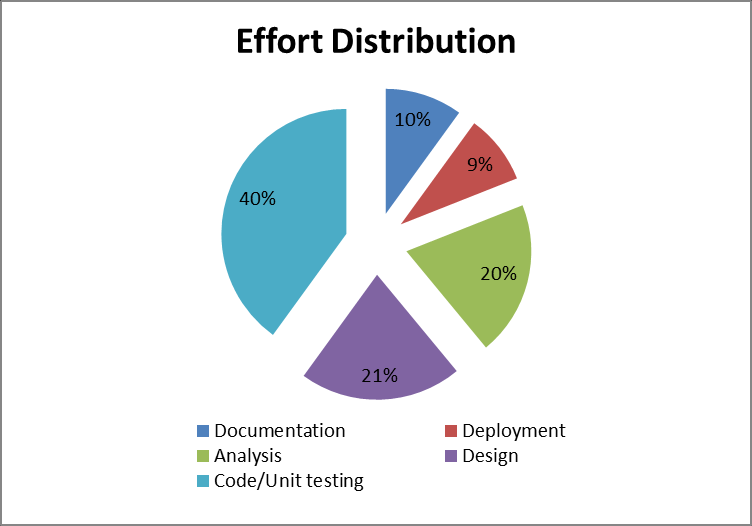 Effort Distribution
10%
9%
40%
20%
21%
Documentation
Deployment
Analysis
Design
Code/Unit testing